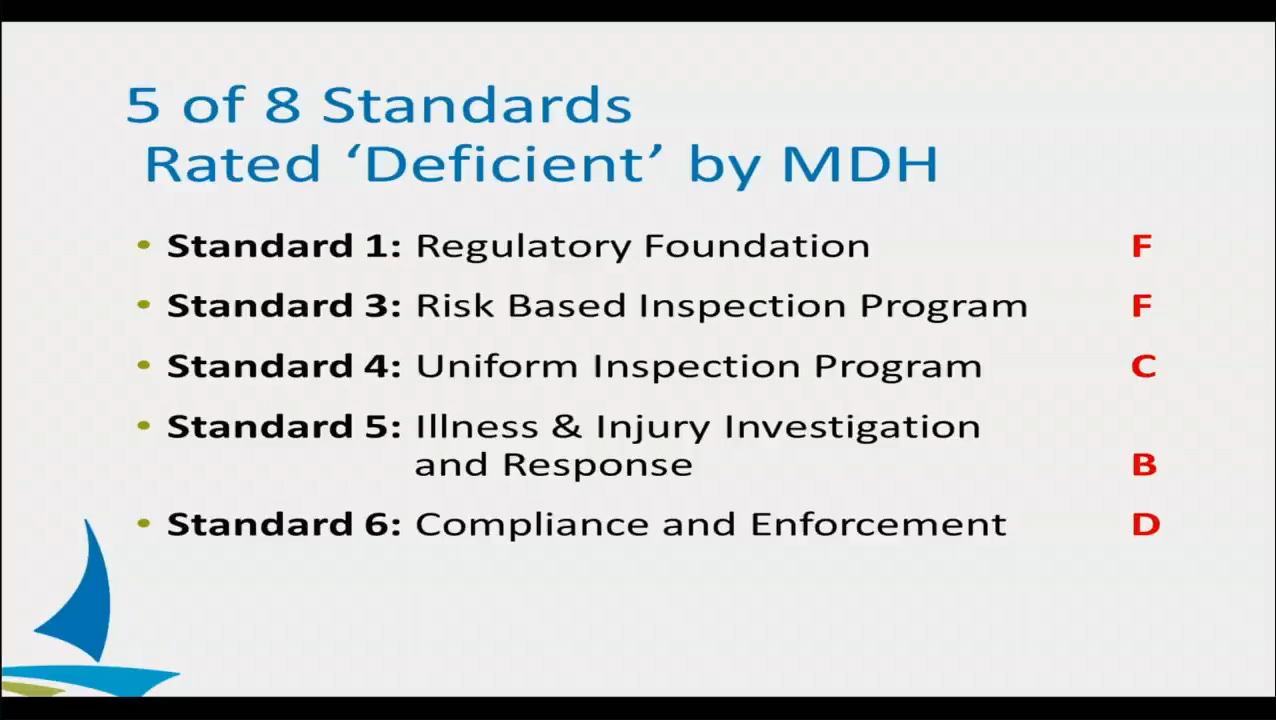 5 of 8 Standards
Rated ‘Deficient’ by MDH
• Standard 1: Regulatory Foundation F
• Standard 3: Risk Based Inspection Program F
• Standard 4: Uniform Inspection Program C
• Standard 5: Illness & Injury Investigation
and Response B
• Standard 6: Compliance and Enforcement D